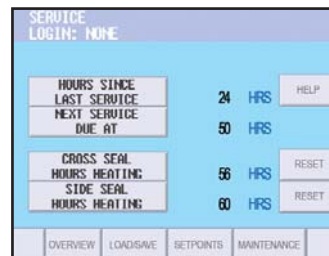 SERVICE
LOGIN: NONE
HOURS SINCE
LAST SERVICE
24 HRS
HELP
NEXT SERVICE
DUE AT
50 HRS
CROSS SEAL
HOURS HEATING
56 HRS
RESET
SIDE SEAL
HOURS HEATING
60 HRS
RESET
OVERVIEW LOAD/SAVE SETPOINTS MAINTENANCE